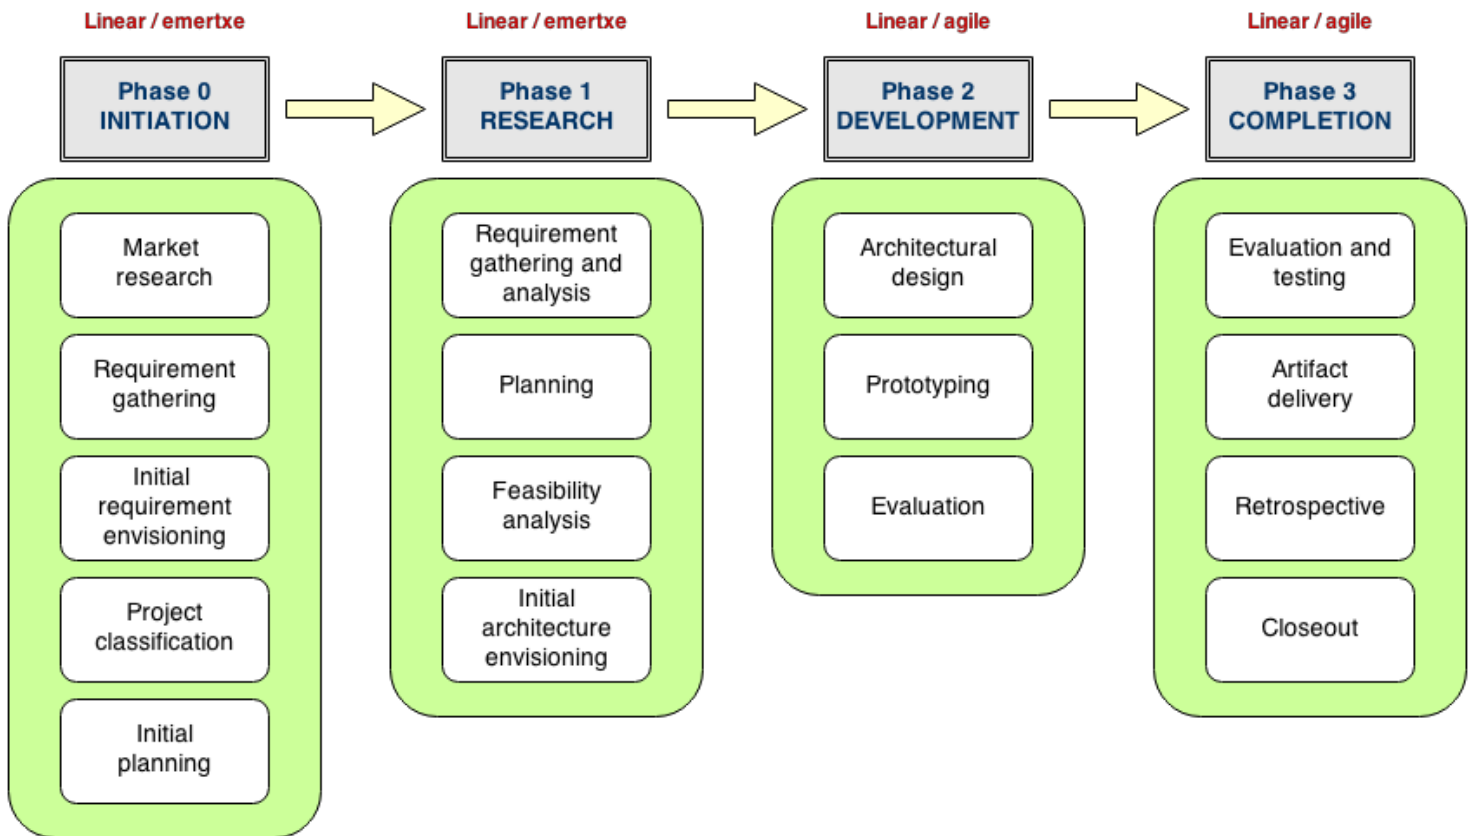 Linear / emertxe
Linear / emertxe
Linear / agile
Linear / agile
Phase 0
INITIATION
Phase 1
RESEARCH
Phase 2
DEVELOPMENT
Phase 3
COMPLETION
Market
research
Requirement
gathering
Initial
requirement
envisioning
Project
classification
Initial
planning
Requirement
gathering and
analysis
Planning
Feasibility
analysis
Initial
architecture
envisioning
Architectural
design
Prototyping
Evaluation
Evaluation and
testing
Artifact
delivery
Retrospective
Closeout